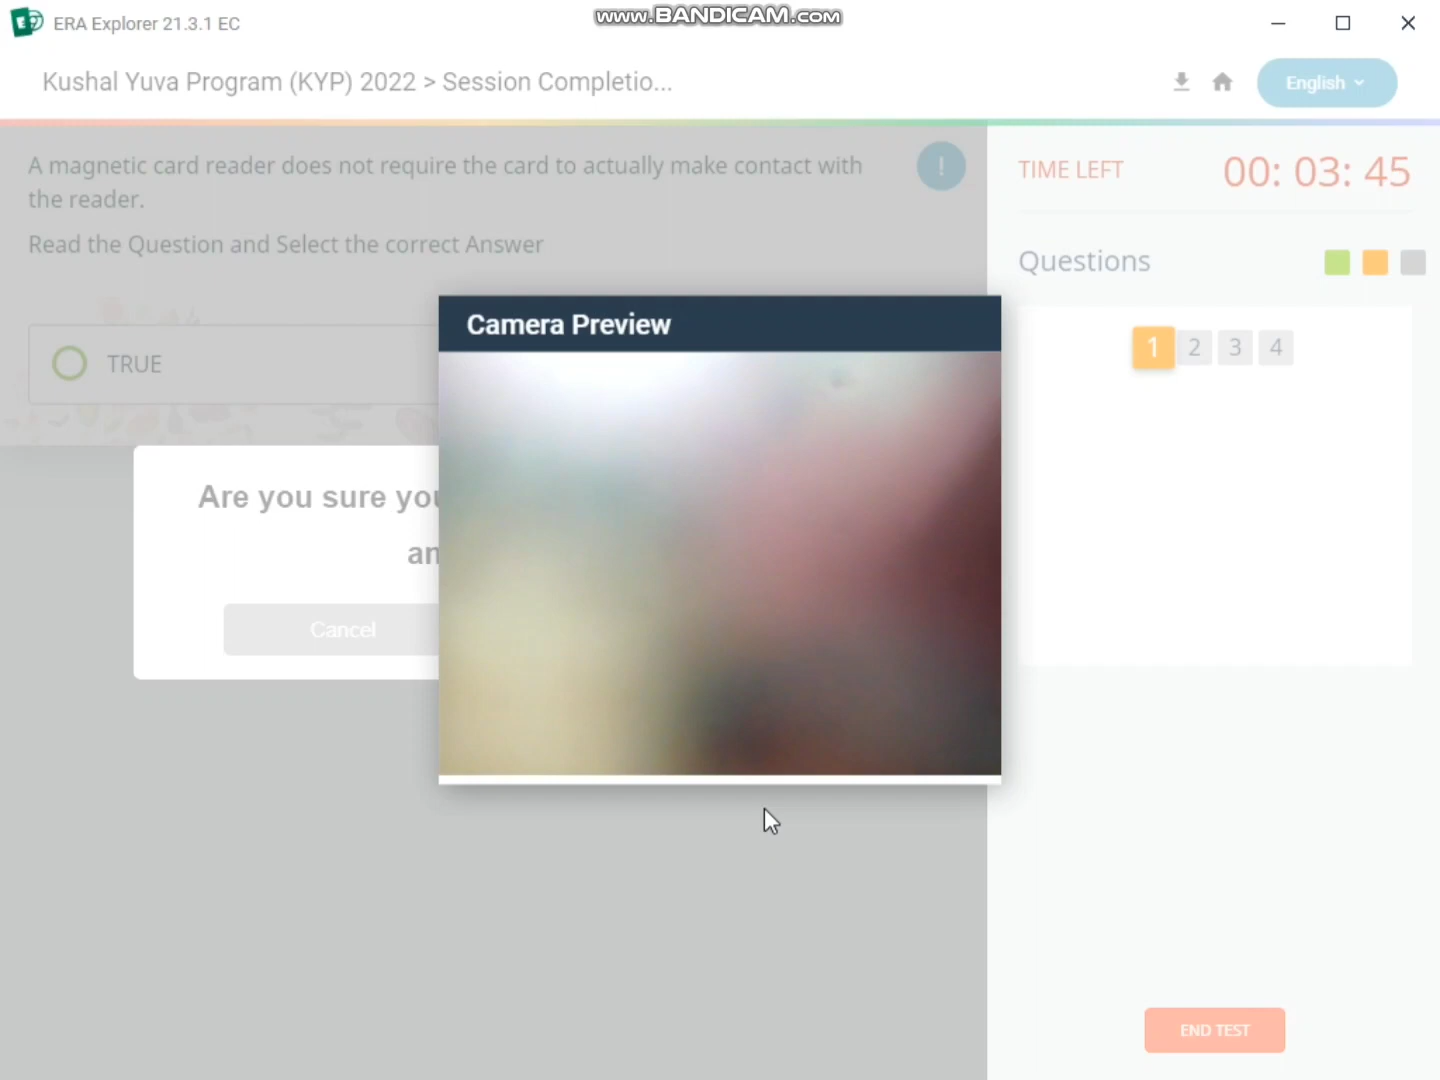 ERA Explorer 21.3.1 EC
www.BANDICAM.com
Kushal Yuva Program (KYP) 2022 > Session Completio...
English
A magnetic card reader does not require the card to actually make contact with
the reader.
Read the Question and Select the correct Answer
TRUE
Are you sure you
an
Cancel
Camera Preview
TIME LEFT
00: 03: 45
Questions
1 2 3 4
END TEST